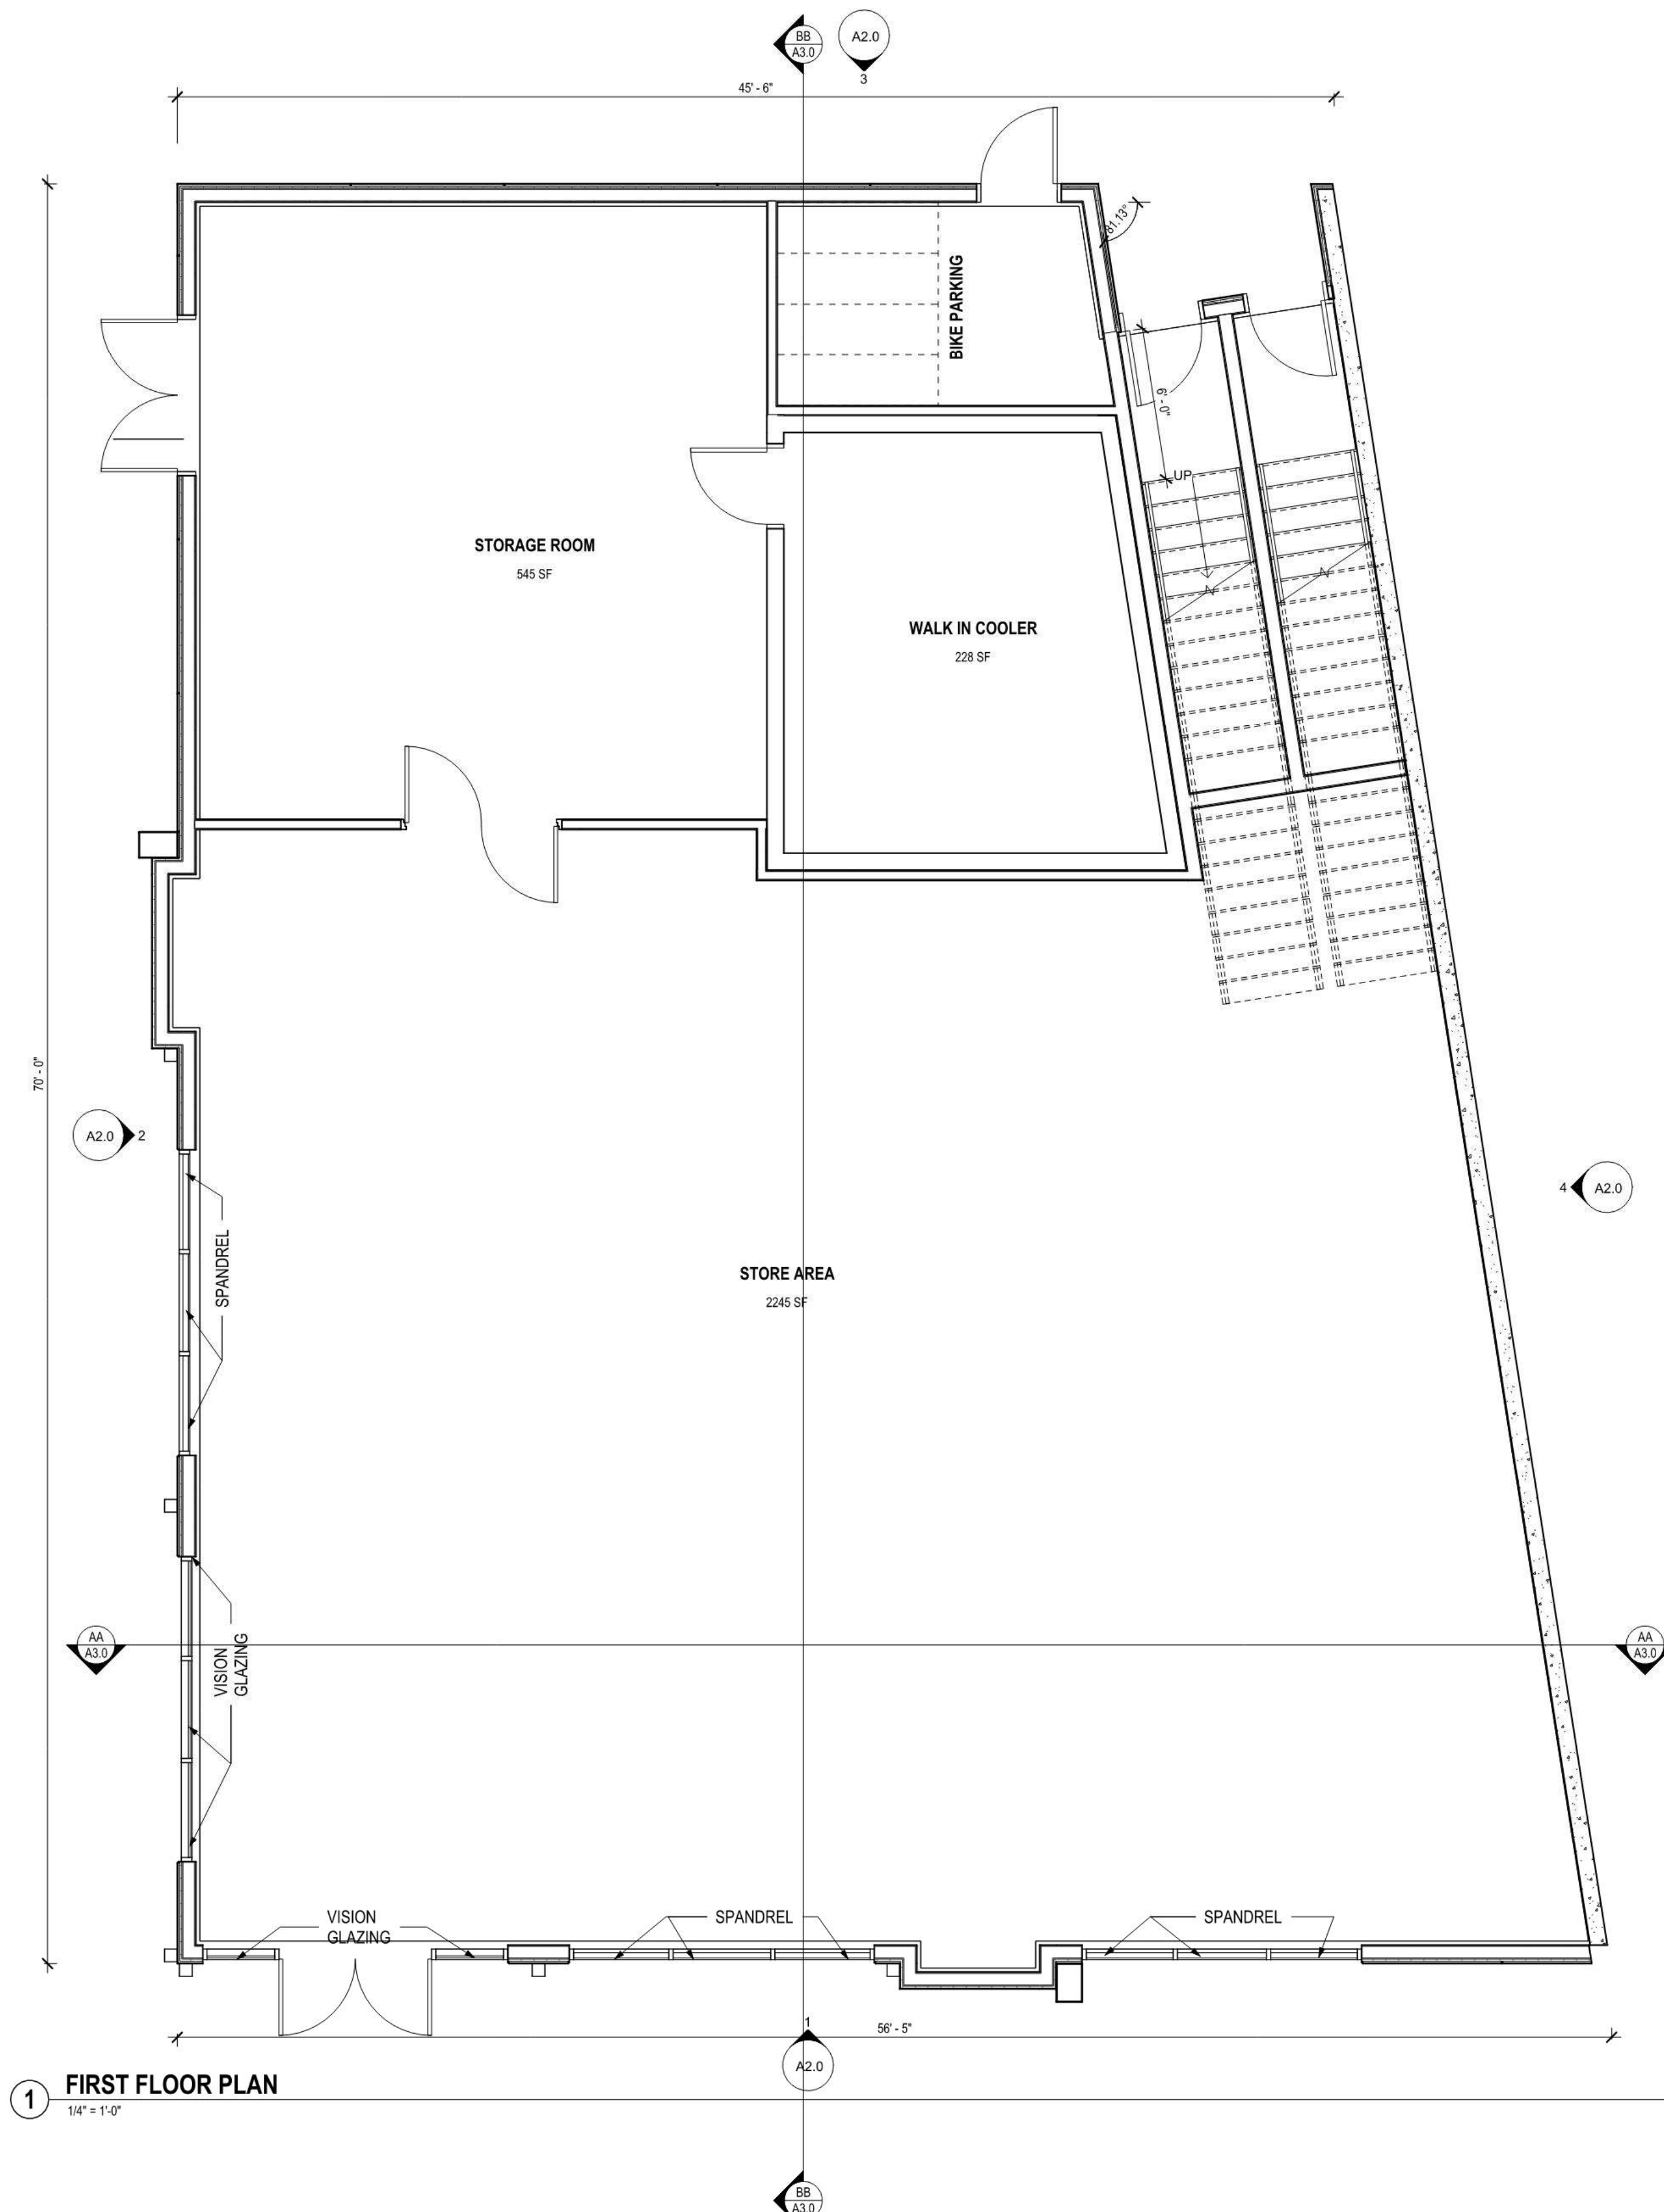 BB
A3.0
A2.0
3
45' - 6"
81.13°
BIKE PARKING
6' - 0"
UP
STORAGE ROOM
545 SF
WALK IN COOLER
228 SF
N
N
70' - 0"
A2.0
2
4
A2.0
SPANDREL
STORE AREA
2245 SF
AA
A3.0
AA
A3.0
VISION
GLAZING
VISION
GLAZING
SPANDREL
SPANDREL
1
56' - 5"
A2.0
1
FIRST FLOOR PLAN
1/4" = 1'-0"
BB
A3.0